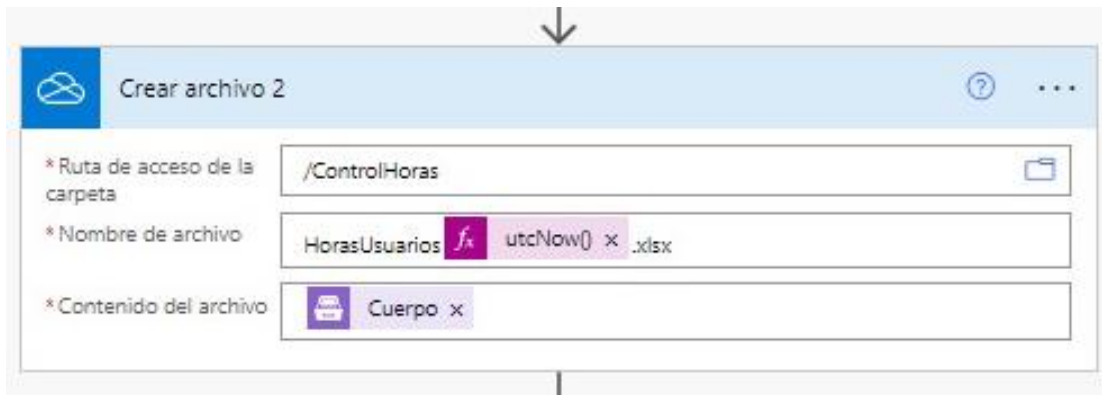 Crear archivo 2
*Ruta de acceso de la
carpeta
/ControlHoras
*Nombre de archivo
HorasUsuarios fx utcNow() × .xlsx
*Contenido del archivo
Cuerpo ×